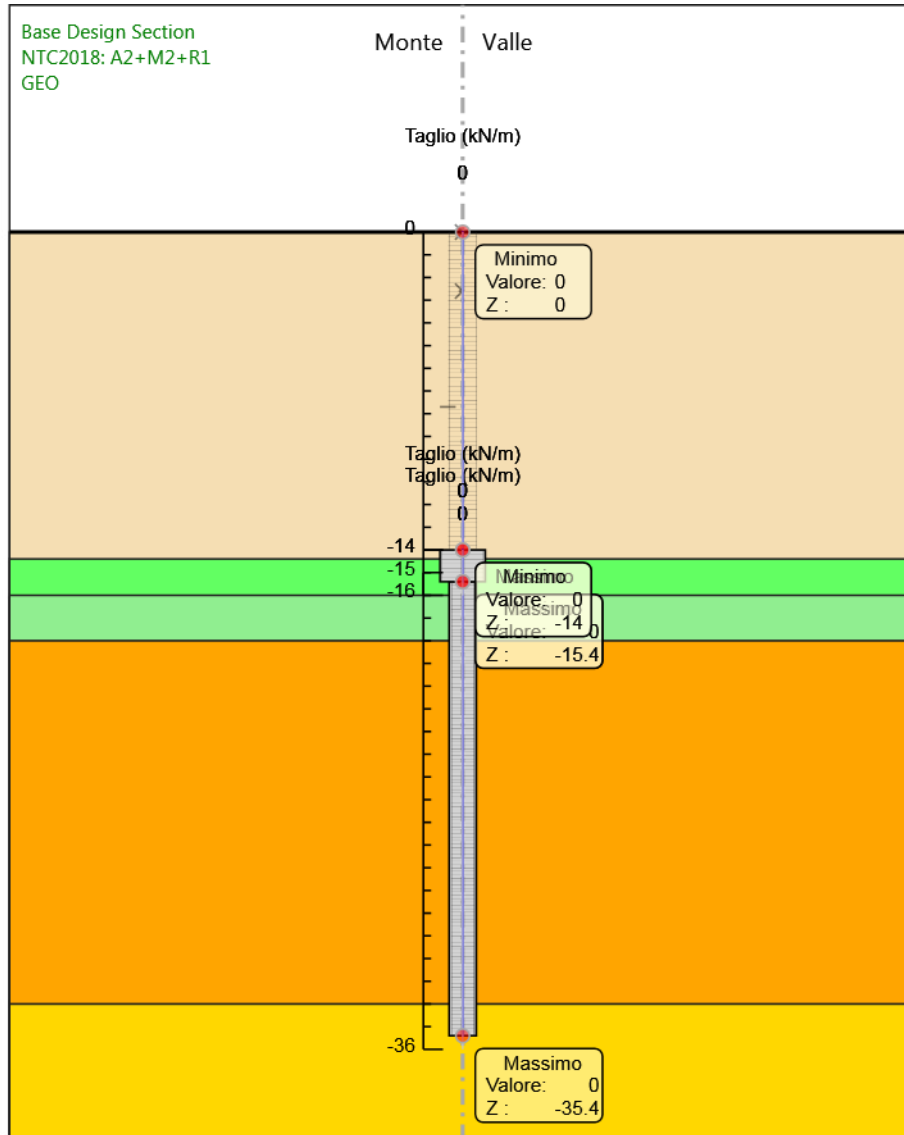 Base Design Section
NTC2018: A2+M2+R1
GEO
Monte Valle
Taglio (kN/m)
0
0
Minimo
Valore: 0
Z : 0
Taglio (kN/m)
Taglio (kN/m)
0
0
-14
-15
-16
Minimo
Valore: 0
Z : -14
Massimo
Massimo
Valore: 0
Z : -15.4
-36
Massimo
Valore: 0
Z : -35.4